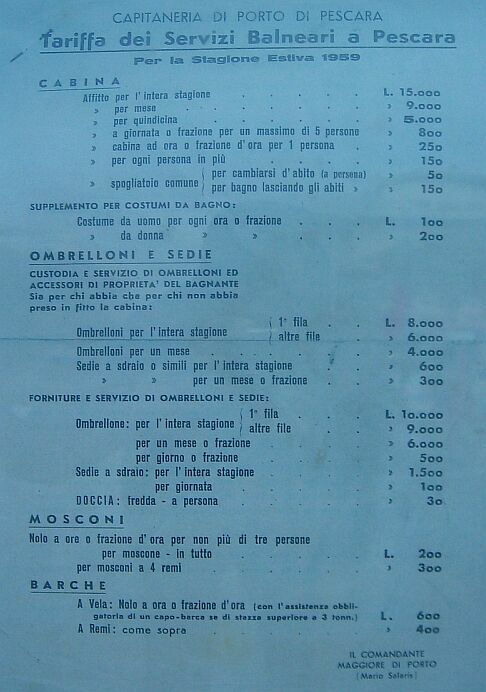 CAPITANERIA DI PORTO DI PESCARA
Tariffa dei Servizi Balneari a Pescara
Per la Stagione Estiva 1959
CABINA
Affitto per l'intera stagione . . . . . L. 15.000
» per mese . . . . . » 9.000
» per quindicina . . . . . » 5.000
» a giornata o frazione per un massimo di 5 persone » 800
» cabina ad ora o frazione d'ora per 1 persona . » 250
» per ogni persona in più . . . . » 150
» spogliatoio comune { per cambiarsi d'abito (a persona) » 50
per bagno lasciando gli abiti » » 150
SUPPLEMENTO PER COSTUMI DA BAGNO:
Costume da uomo per ogni ora o frazione . . . L. 100
» da donna » » . . . » 200
OMBRELLONI E SEDIE
CUSTODIA E SERVIZIO DI OMBRELLONI ED
ACCESSORI DI PROPRIETA' DEL BAGNANTE
Sia per chi abbia che per chi non abbia
preso in fitto la cabina:
Ombrelloni per l'intera stagione { 1ª fila . . . L. 8.000
altre file . . . » 6.000
Ombrelloni per un mese . . . . . » 4.000
Sedie a sdraio o simili per l'intera stagione . . » 600
» » per un mese o frazione . . » 300
FORNITURE E SERVIZIO DI OMBRELLONI E SEDIE:
Ombrellone: per l'intera stagione { 1ª fila . . . L. 10.000
altre file . . . » 9.000
per un mese o frazione . . . » 6.000
per giorno o frazione . . . » 500
Sedie a sdraio: per l'intera stagione . . . » 1.500
per giornata . . . . » 100
DOCCIA: fredda - a persona . . . . » 30
MOSCONI
Nolo a ore o frazione d'ora per non più di tre persone
per moscone - in tutto . . . . L. 200
per mosconi a 4 remi . . . . . » 300
BARCHE
A Vela: Nolo a ora o frazione d'ora (con l'assistenza obbli-
gatoria di un capo-barca se di stazza superiore a 3 tonn.) L. 600
A Remi: come sopra . . . . . » 400
IL COMANDANTE
MAGGIORE DI PORTO
(Mario Salaris)